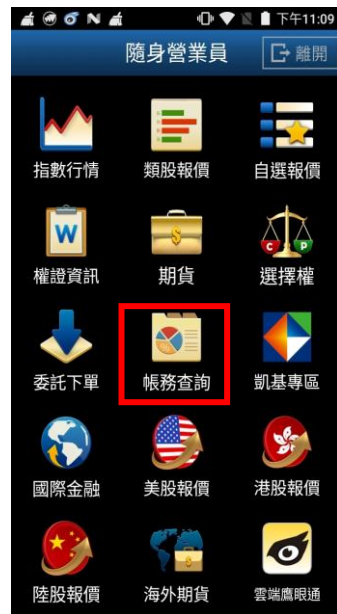 下午11:09
隨身營業員
離開
指數行情 類股報價 自選報價
W
$
C P
權證資訊 期貨 選擇權
委託下單 帳務查詢 凱基專區
國際金融 美股報價 港股報價
陸股報價 海外期貨 雲端鷹眼通